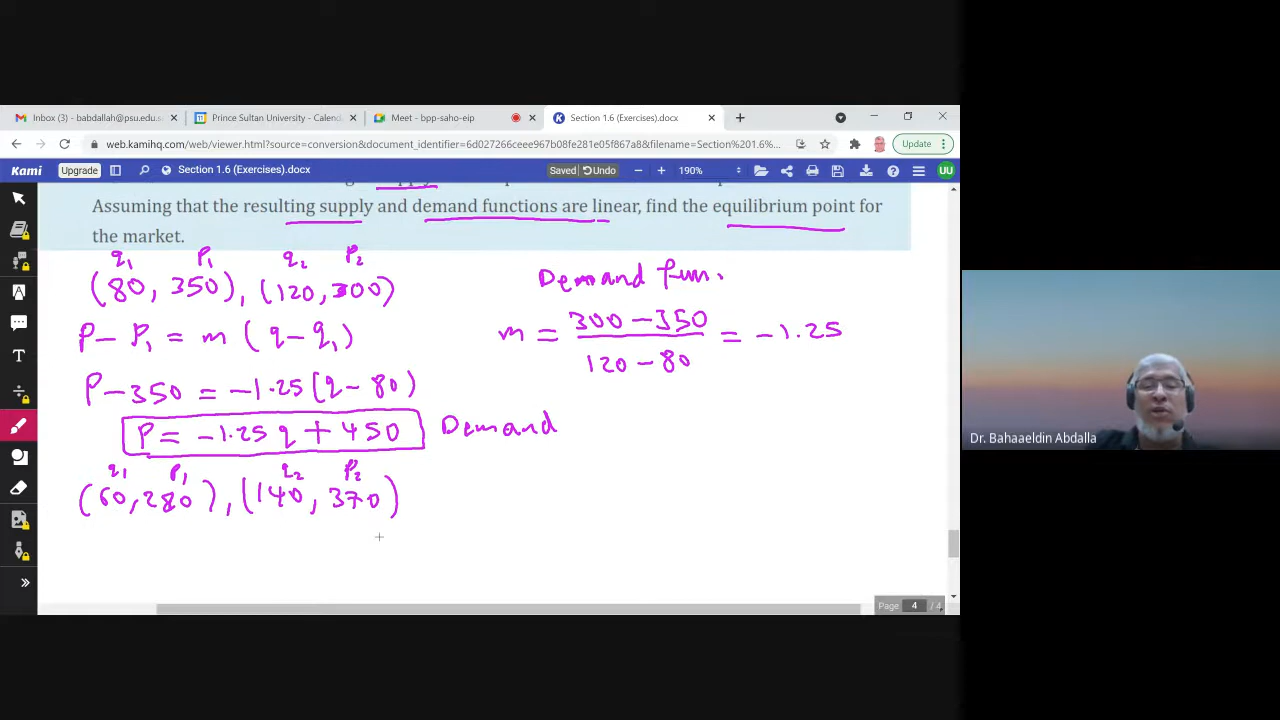 Inbox (3) - babdallah@psu.edu.s
Prince Sultan University - Calend
Meet - bpp-saho-eip
Section 1.6 (Exercises).docx
web.kamihq.com/web/viewer.html?source=conversion&document_identifier=6d027266ceee967b08fe281e05f867a8&filename=Section%201.6%...
Update
Kami
Upgrade
Section 1.6 (Exercises).docx
Saved Undo
190%
UU
Assuming that the resulting supply and demand functions are linear, find the equilibrium point for
the market.
q1 P1 q2 P2
(80, 350), (120, 300)
Demand fun.
P - P1 = m (q - q1)
m = 300 - 350 / 120 - 80 = -1.25
P - 350 = -1.25 (q - 80)
P = -1.25 q + 450 Demand
q1 P1 q2 P2
(60, 280), (140, 370)
Page 4 / 4
Dr. Bahaaeldin Abdalla